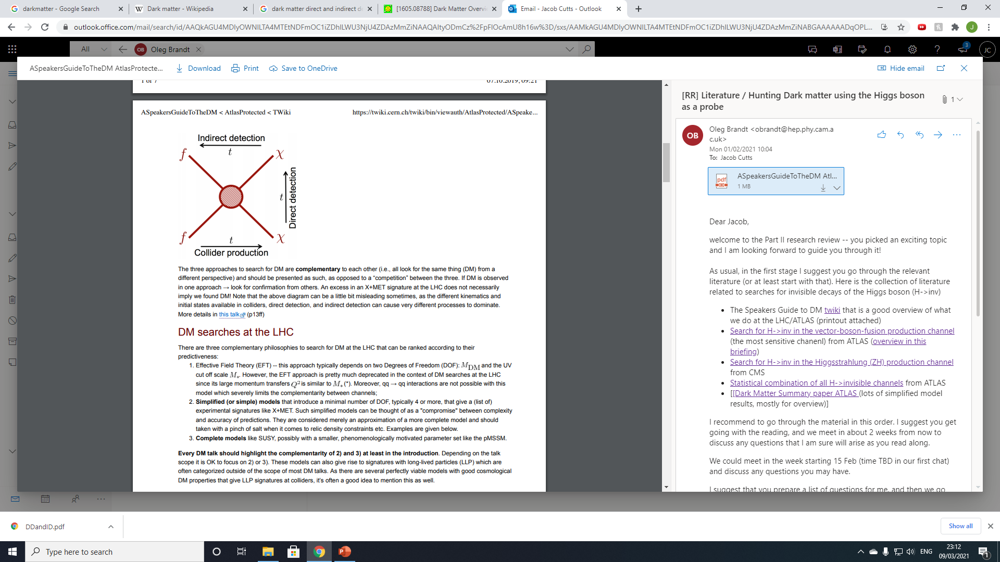 darkmatter - Google Search
Dark matter - Wikipedia
dark matter direct and indirect de
[1605.08788] Dark Matter Overvi
Email - Jacob Cutts - Outlook
All
OB
Oleg Brandt
3
JC
ASpeakersGuideToTheDM AtlasProtecte...
Download
Print
Save to OneDrive
Hide email
1 of 7
07.10.2019, 09:21
ASpeakersGuideToTheDM < AtlasProtected < TWiki
https://twiki.cern.ch/twiki/bin/viewauth/AtlasProtected/ASpeake...
Indirect detection
t
f
χ
t
Direct detection
f
t
χ
Collider production
The three approaches to search for DM are complementary to each other (i.e., all look for the same thing (DM) from a
different perspective) and should be presented as such, as opposed to a “competition” between the three. If DM is observed
in one approach → look for confirmation from others. An excess in an X+MET signature at the LHC does not necessarily
imply we found DM! Note that the above diagram can be a little bit misleading sometimes, as the different kinematics and
initial states available in colliders, direct detection, and indirect detection can cause very different processes to dominate.
More details in this talk (p13ff)
DM searches at the LHC
There are three complementary philosophies to search for DM at the LHC that can be ranked according to their
predictiveness:
1. Effective Field Theory (EFT) -- this approach typically depends on two Degrees of Freedom (DOF): M_DM and the UV
cut off scale M_*. However, the EFT approach is pretty much deprecated in the context of DM searches at the LHC
since its large momentum transfers Q² is similar to M_* (*). Moreover, qq → qq interactions are not possible with this
model which severely limits the complementarity between channels;
2. Simplified (or simple) models that introduce a minimal number of DOF, typically 4 or more, that give a (list of)
experimental signatures like X+MET. Such simplified models can be thought of as a "compromise" between complexity
and accuracy of predictions. They are considered merely an approximation of a more complete model and should
taken with a pinch of salt when it comes to relic density constraints etc. Examples are given below.
3. Complete models like SUSY, possibly with a smaller, phenomenologically motivated parameter set like the pMSSM.
Every DM talk should highlight the complementarity of 2) and 3) at least in the introduction. Depending on the talk
scope it is OK to focus on 2) or 3). These models can also give rise to signatures with long-lived particles (LLP) which are
often categorized outside of the scope of most DM talks. As there are several perfectly viable models with good cosmological
DM properties that give LLP signatures at colliders, it's often a good idea to mention this as well.
[RR] Literature / Hunting Dark matter using the Higgs boson
as a probe
1
OB
Oleg Brandt <obrandt@hep.phy.cam.a
c.uk>
Mon 01/02/2021 10:04
To: Jacob Cutts
pdf
ASpeakersGuideToTheDM Atl...
1 MB
Dear Jacob,
welcome to the Part II research review -- you picked an exciting topic
and I am looking forward to guide you through it!
As usual, in the first stage I suggest you go through the relevant
literature (or at least start with that). Here is the collection of literature
related to searches for invisible decays of the Higgs boson (H->inv)
• The Speakers Guide to DM twiki that is a good overview of what
we do at the LHC/ATLAS (printout attached)
• Search for H->inv in the vector-boson-fusion production channel
(the most sensitive chanenl) from ATLAS (overview in this
briefing)
• Search for H->inv in the Higgsstrahlung (ZH) production channel
from CMS
• Statistical combination of all H->invisible channels from ATLAS
• [[Dark Matter Summary paper ATLAS (lots of simplified model
results, mostly for overview)]
I recommend to go through the material in this order. I suggest you get
going with the reading, and we meet in about 2 weeks from now to
discuss any questions that I am sure will arise as you read along.
We could meet in the week starting 15 Feb (time TBD in our first chat)
and discuss any questions you may have.
I suggest that you prepare a list of questions for me, and then we go
DDandID.pdf
Show all
Type here to search
ENG
23:12
09/03/2021
1